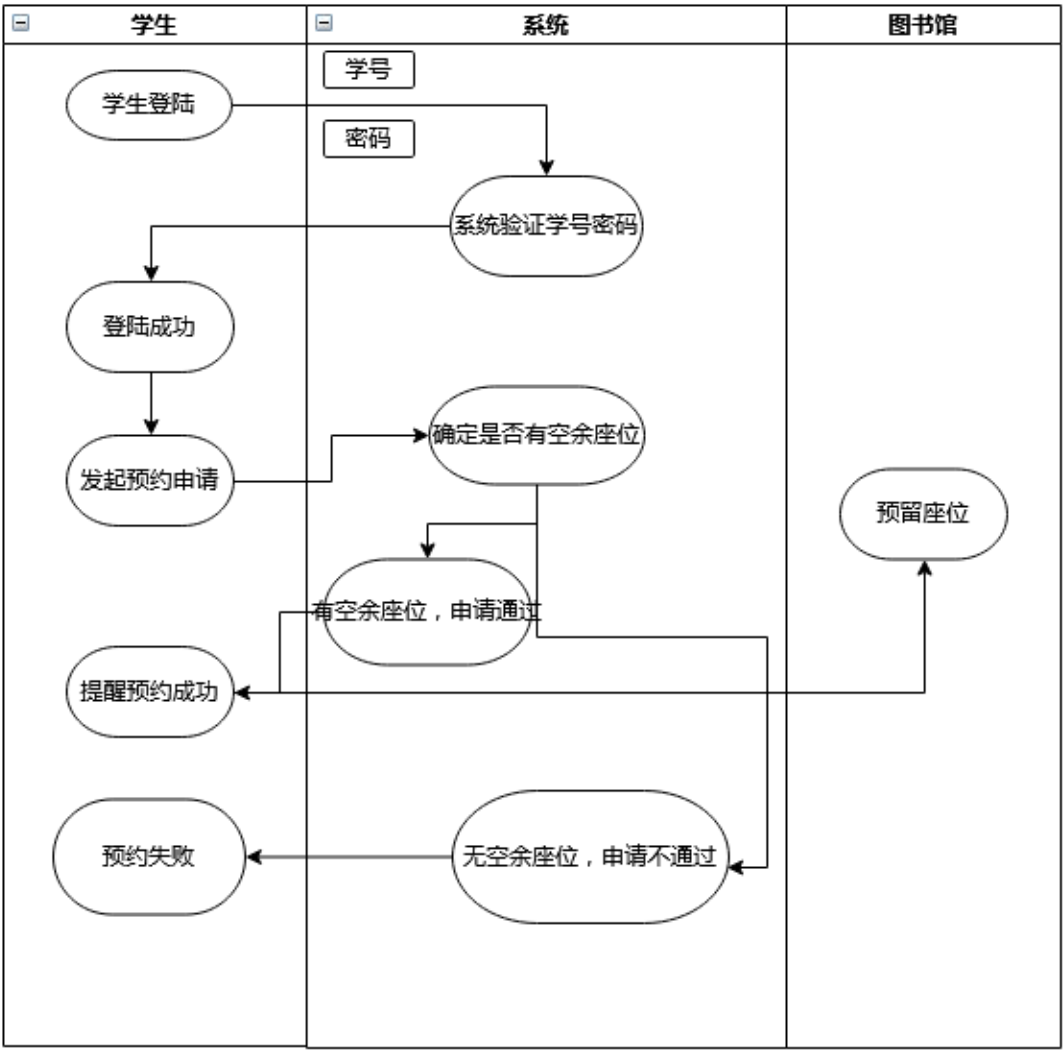 学生
系统
图书馆
学号
学生登陆
密码
系统验证学号密码
登陆成功
确定是否有空余座位
发起预约申请
预留座位
有空余座位，申请通过
提醒预约成功
预约失败
无空余座位，申请不通过